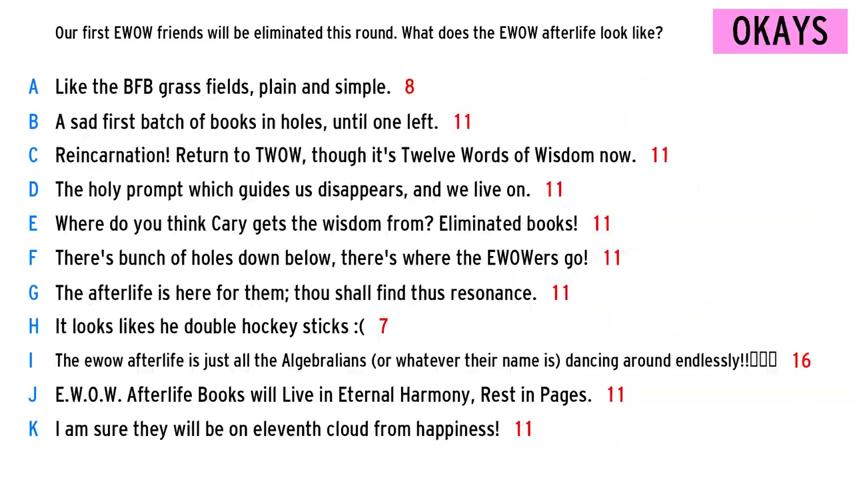 Our first EWOW friends will be eliminated this round. What does the EWOW afterlife look like?
OKAYS
A Like the BFB grass fields, plain and simple. 8
B A sad first batch of books in holes, until one left. 11
C Reincarnation! Return to TWOW, though it's Twelve Words of Wisdom now. 11
D The holy prompt which guides us disappears, and we live on. 11
E Where do you think Cary gets the wisdom from? Eliminated books! 11
F There's bunch of holes down below, there's where the EWOWers go! 11
G The afterlife is here for them; thou shall find thus resonance. 11
H It looks likes he double hockey sticks :( 7
I The ewow afterlife is just all the Algebralians (or whatever their name is) dancing around endlessly!!▯▯▯ 16
J E.W.O.W. Afterlife Books will Live in Eternal Harmony, Rest in Pages. 11
K I am sure they will be on eleventh cloud from happiness! 11